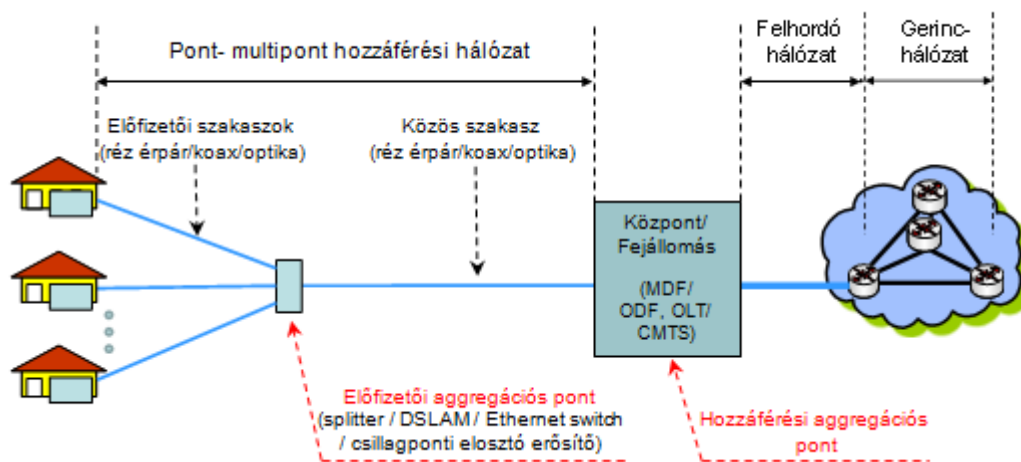 Pont- multipont hozzáférési hálózat
Felhordó
hálózat
Gerinc-
hálózat
Előfizetői szakaszok
(réz érpár/koax/optika)
Közös szakasz
(réz érpár/koax/optika)
Központ/
Fejállomás
(MDF/
ODF, OLT/
CMTS)
Előfizetői aggregációs pont
(splitter / DSLAM / Ethernet switch
/ csillagponti elosztó erősítő)
Hozzáférési aggregációs
pont